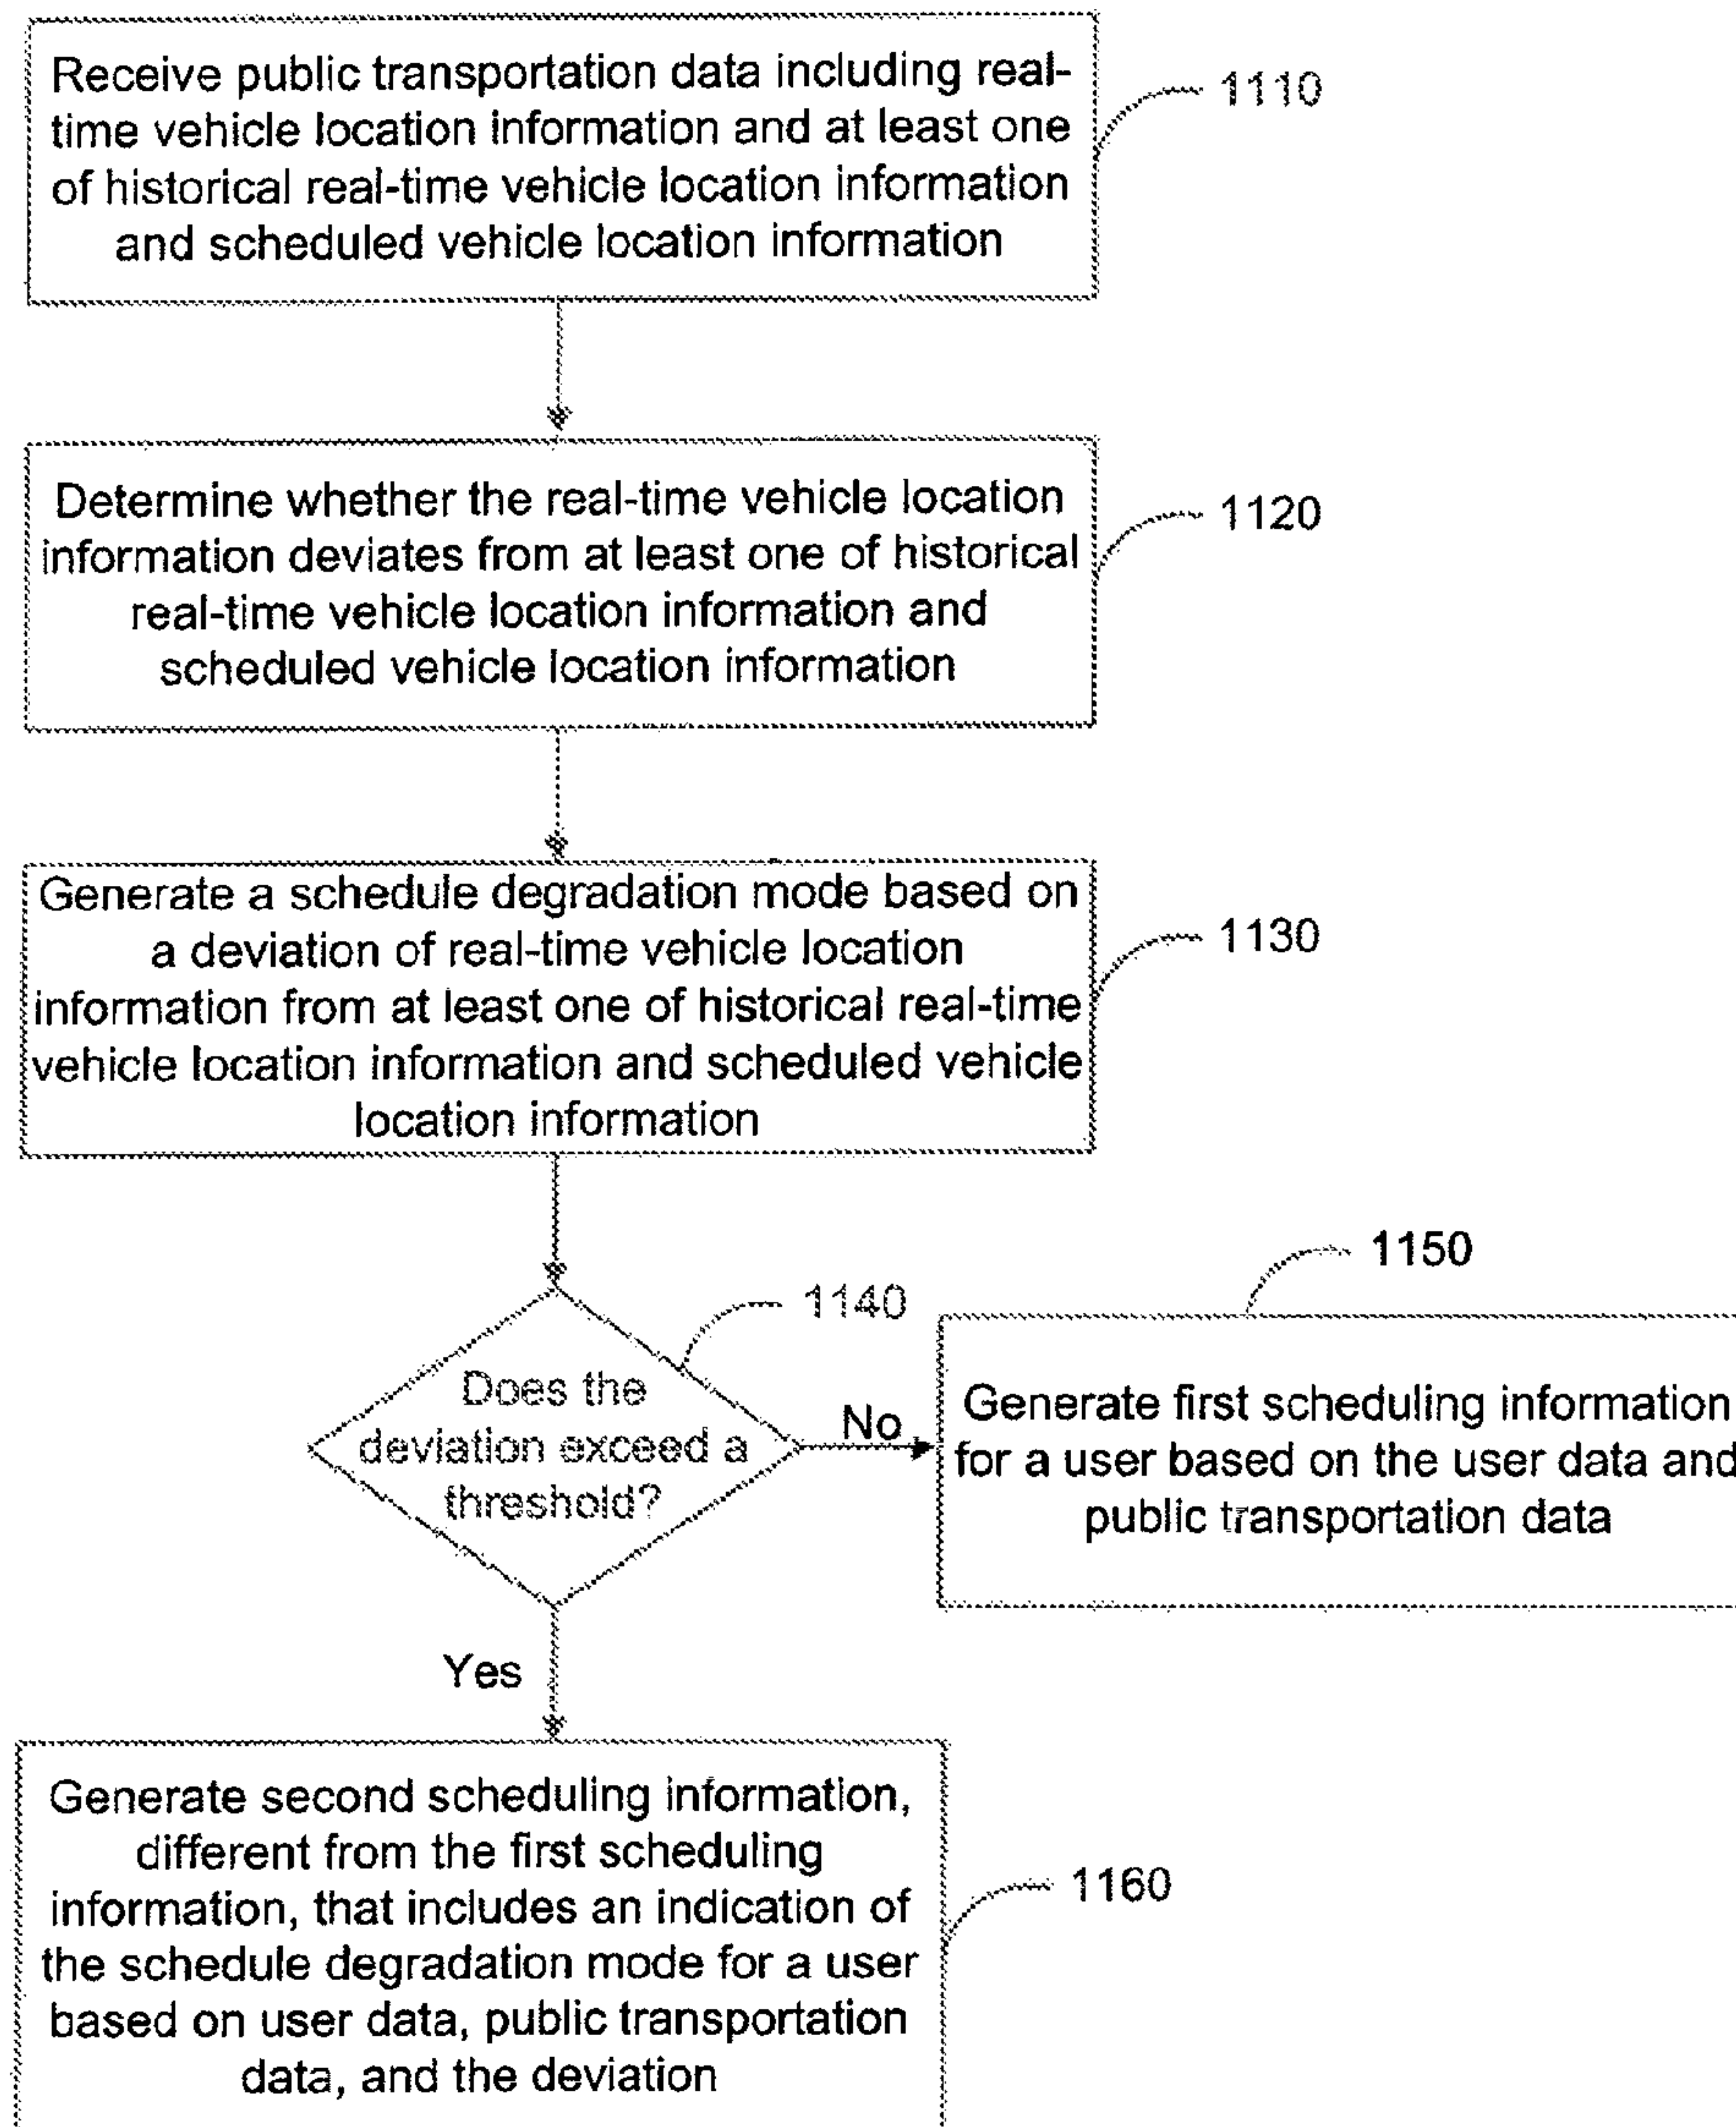 Receive public transportation data including real-
time vehicle location information and at least one
of historical real-time vehicle location information
and scheduled vehicle location information
1110
Determine whether the real-time vehicle location
information deviates from at least one of historical
real-time vehicle location information and
scheduled vehicle location information
1120
Generate a schedule degradation mode based on
a deviation of real-time vehicle location
information from at least one of historical real-time
vehicle location information and scheduled vehicle
location information
1130
Does the
deviation exceed a
threshold?
1140
No
1150
Generate first scheduling information
for a user based on the user data and
public transportation data
Yes
Generate second scheduling information,
different from the first scheduling
information, that includes an indication of
the schedule degradation mode for a user
based on user data, public transportation
data, and the deviation
1160